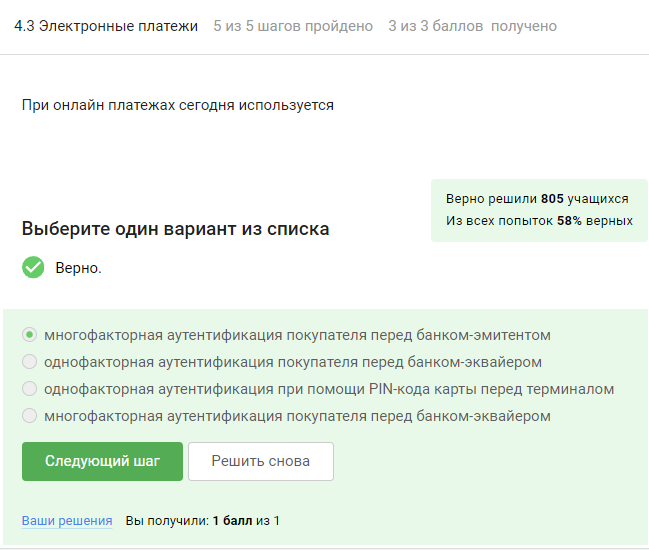 4.3 Электронные платежи 5 из 5 шагов пройдено 3 из 3 баллов получено
При онлайн платежах сегодня используется
Верно решили 805 учащихся
Из всех попыток 58% верных
Выберите один вариант из списка
Верно.
многофакторная аутентификация покупателя перед банком-эмитентом
однофакторная аутентификация покупателя перед банком-эквайером
однофакторная аутентификация при помощи PIN-кода карты перед терминалом
многофакторная аутентификация покупателя перед банком-эквайером
Следующий шаг Решить снова
Ваши решения Вы получили: 1 балл из 1